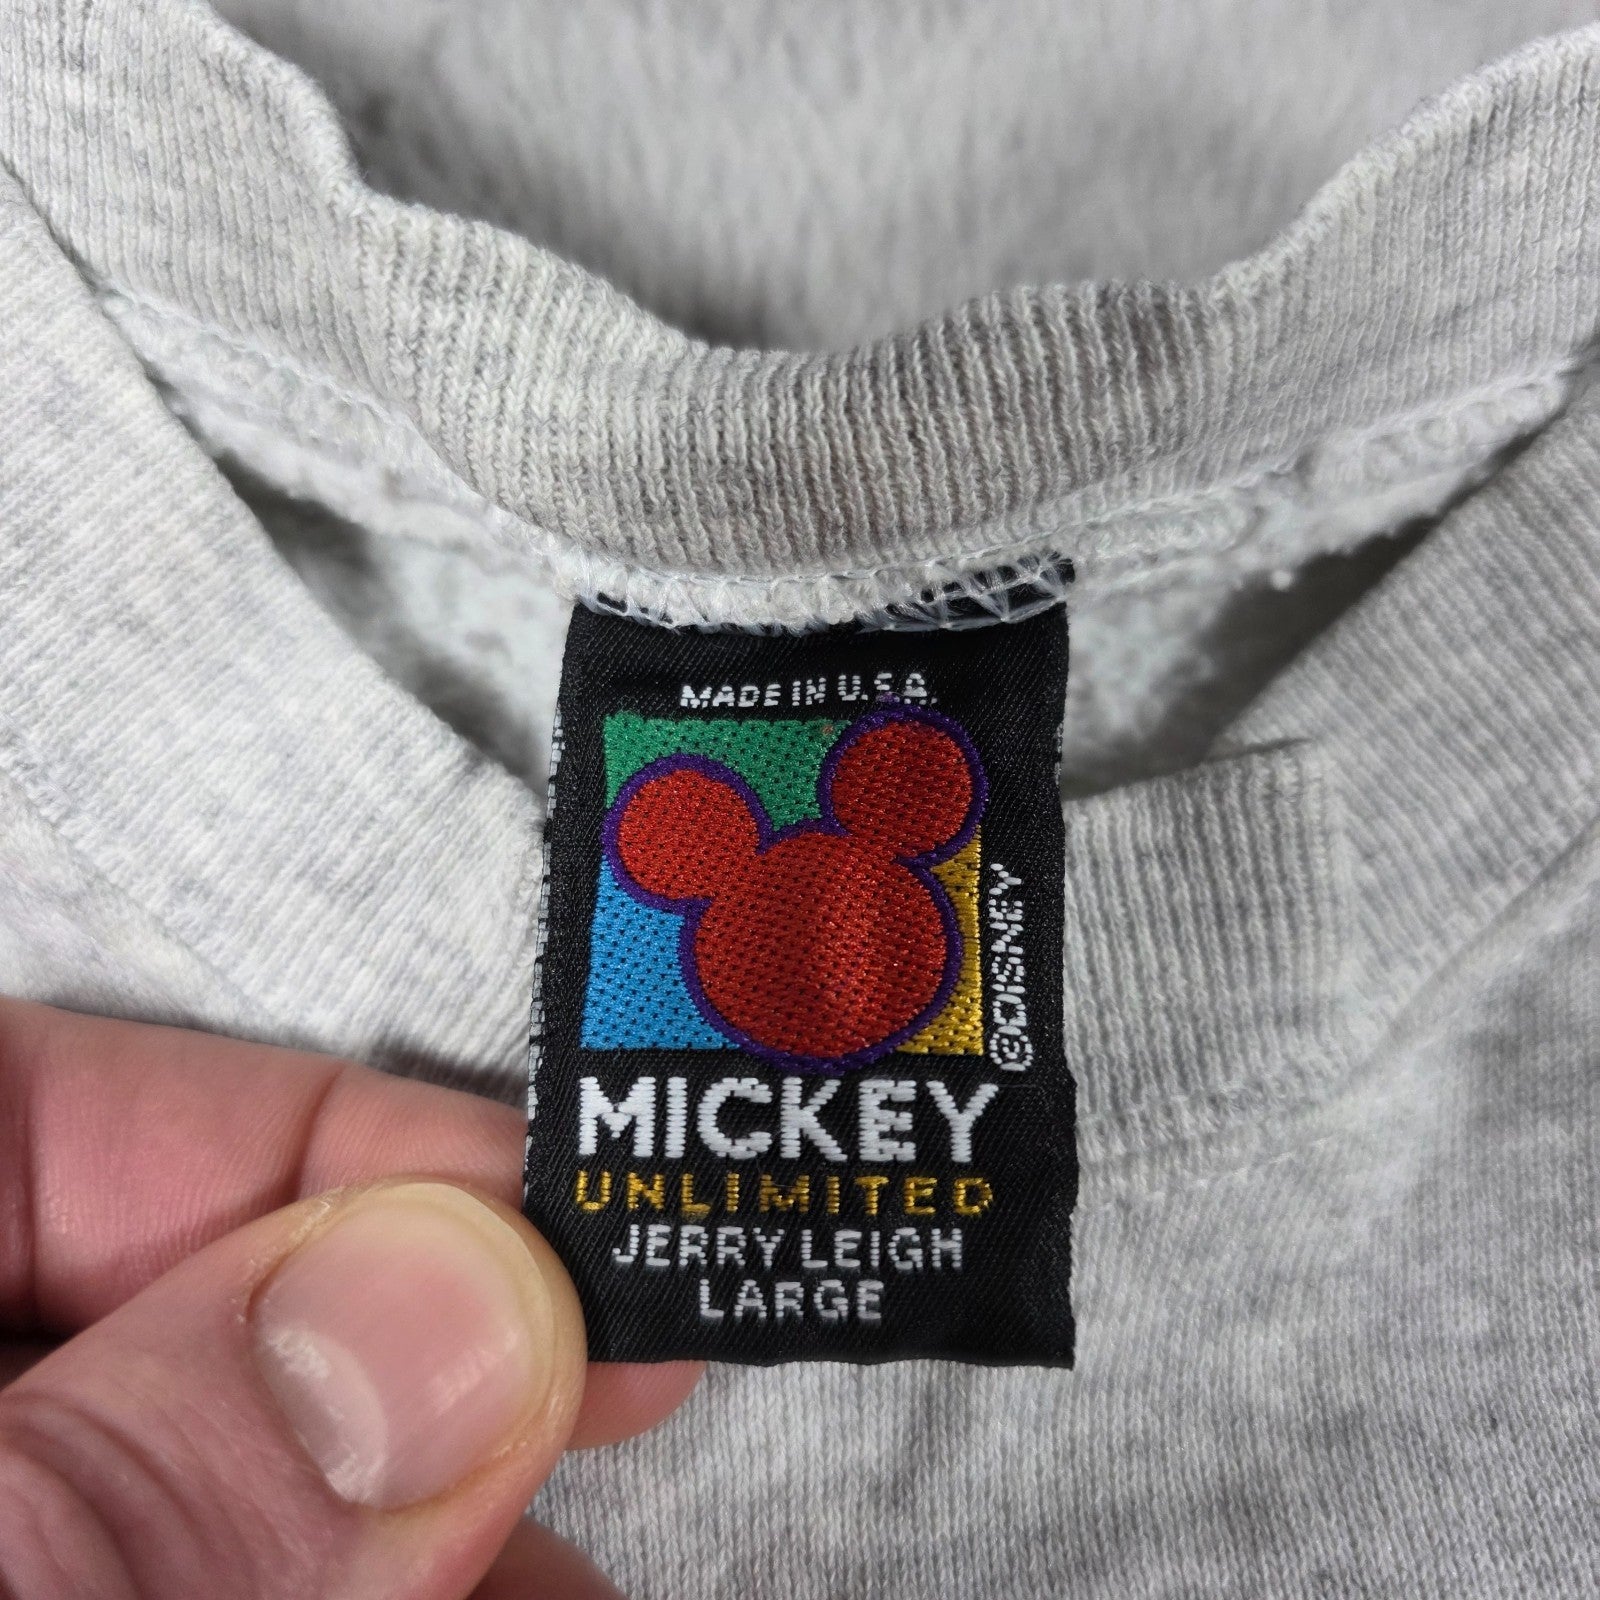 MADE IN U.S.A.
©DISNEY
MICKEY
UNLIMITED
JERRY LEIGH
LARGE